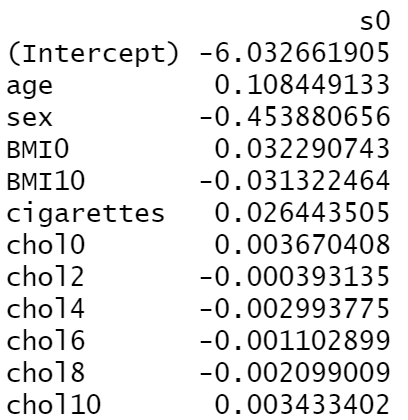 s0
(Intercept) -6.032661905
age 0.108449133
sex -0.453880656
BMI0 0.032290743
BMI10 -0.031322464
cigarettes 0.026443505
chol0 0.003670408
chol2 -0.000393135
chol4 -0.002993775
chol6 -0.001102899
chol8 -0.002099009
chol10 0.003433402